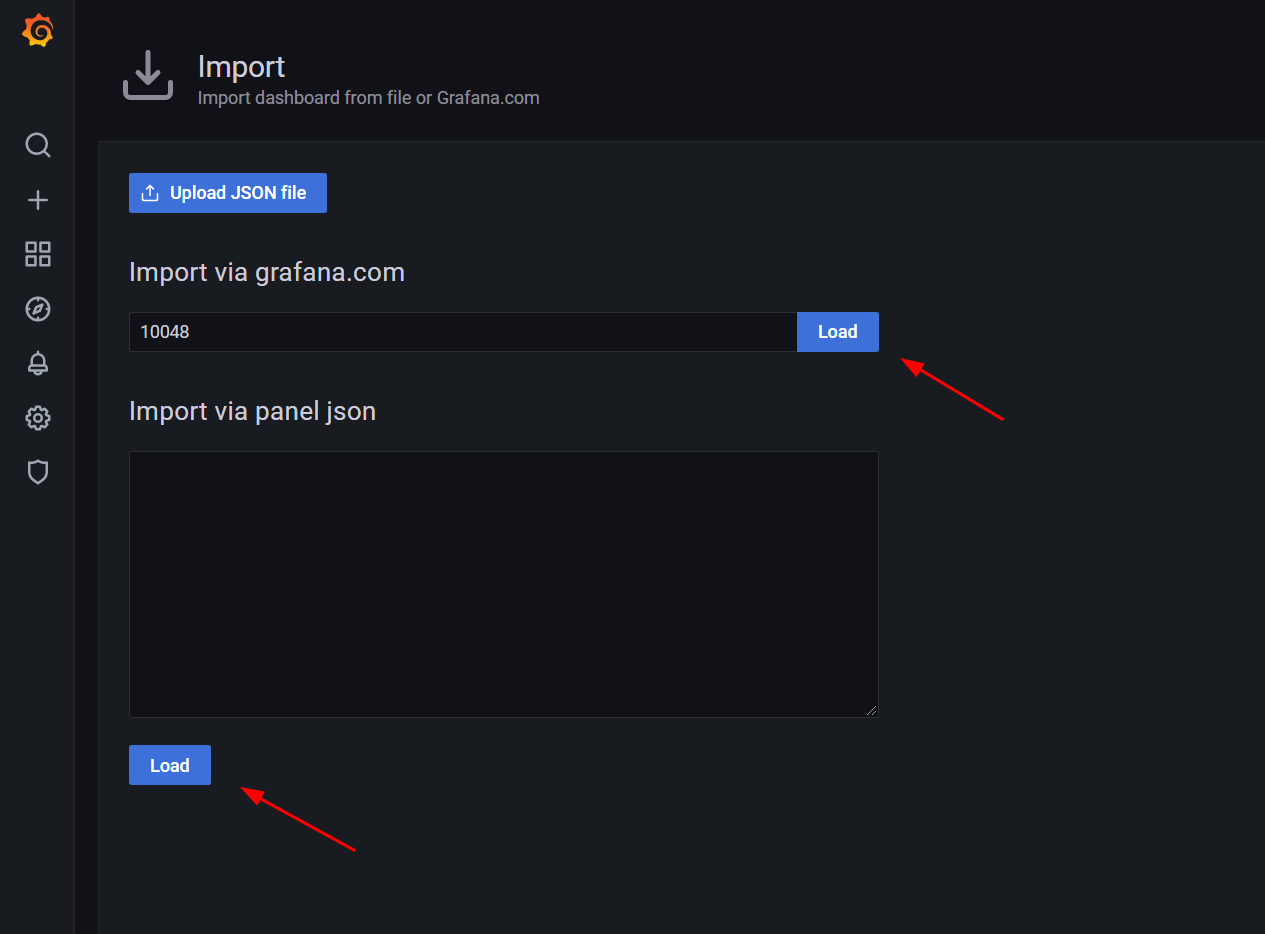 Import
Import dashboard from file or Grafana.com
Upload JSON file
Import via grafana.com
10048
Load
Import via panel json
Load